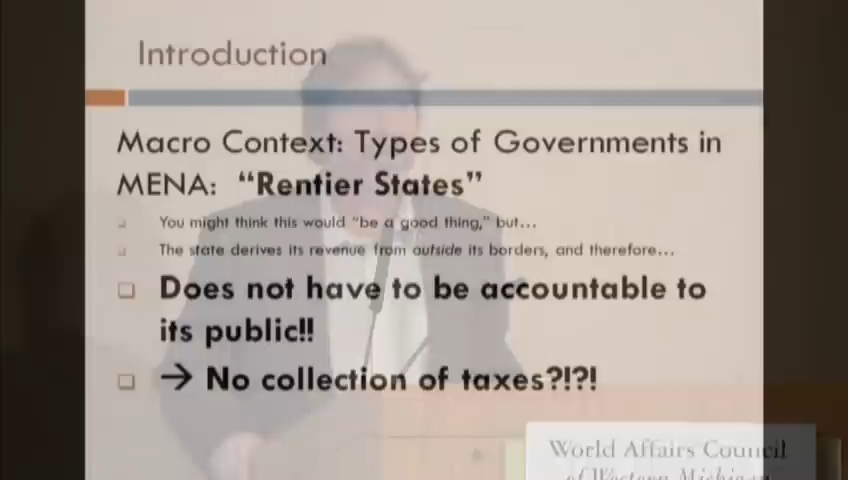 Introduction
Macro Context: Types of Governments in
MENA: “Rentier States”
You might think this would “be a good thing,” but…
The state derives its revenue from outside its borders, and therefore…
Does not have to be accountable to
its public!!
→ No collection of taxes?!?!
World Affairs Council
of Western Michigan